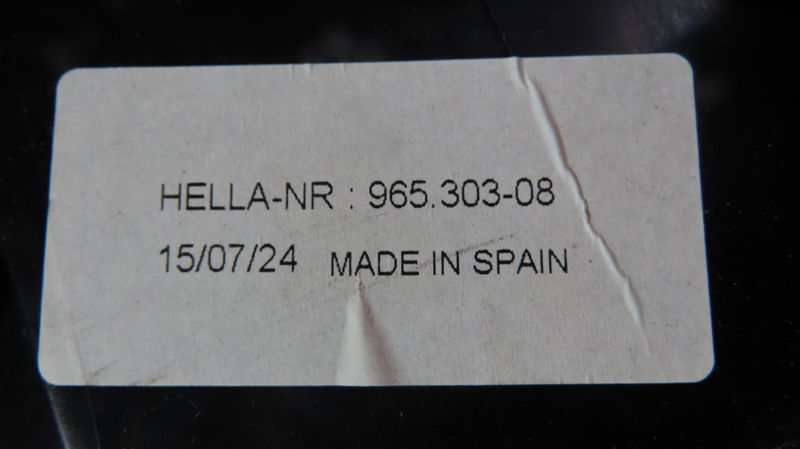 HELLA-NR : 965.303-08
15/07/24 MADE IN SPAIN